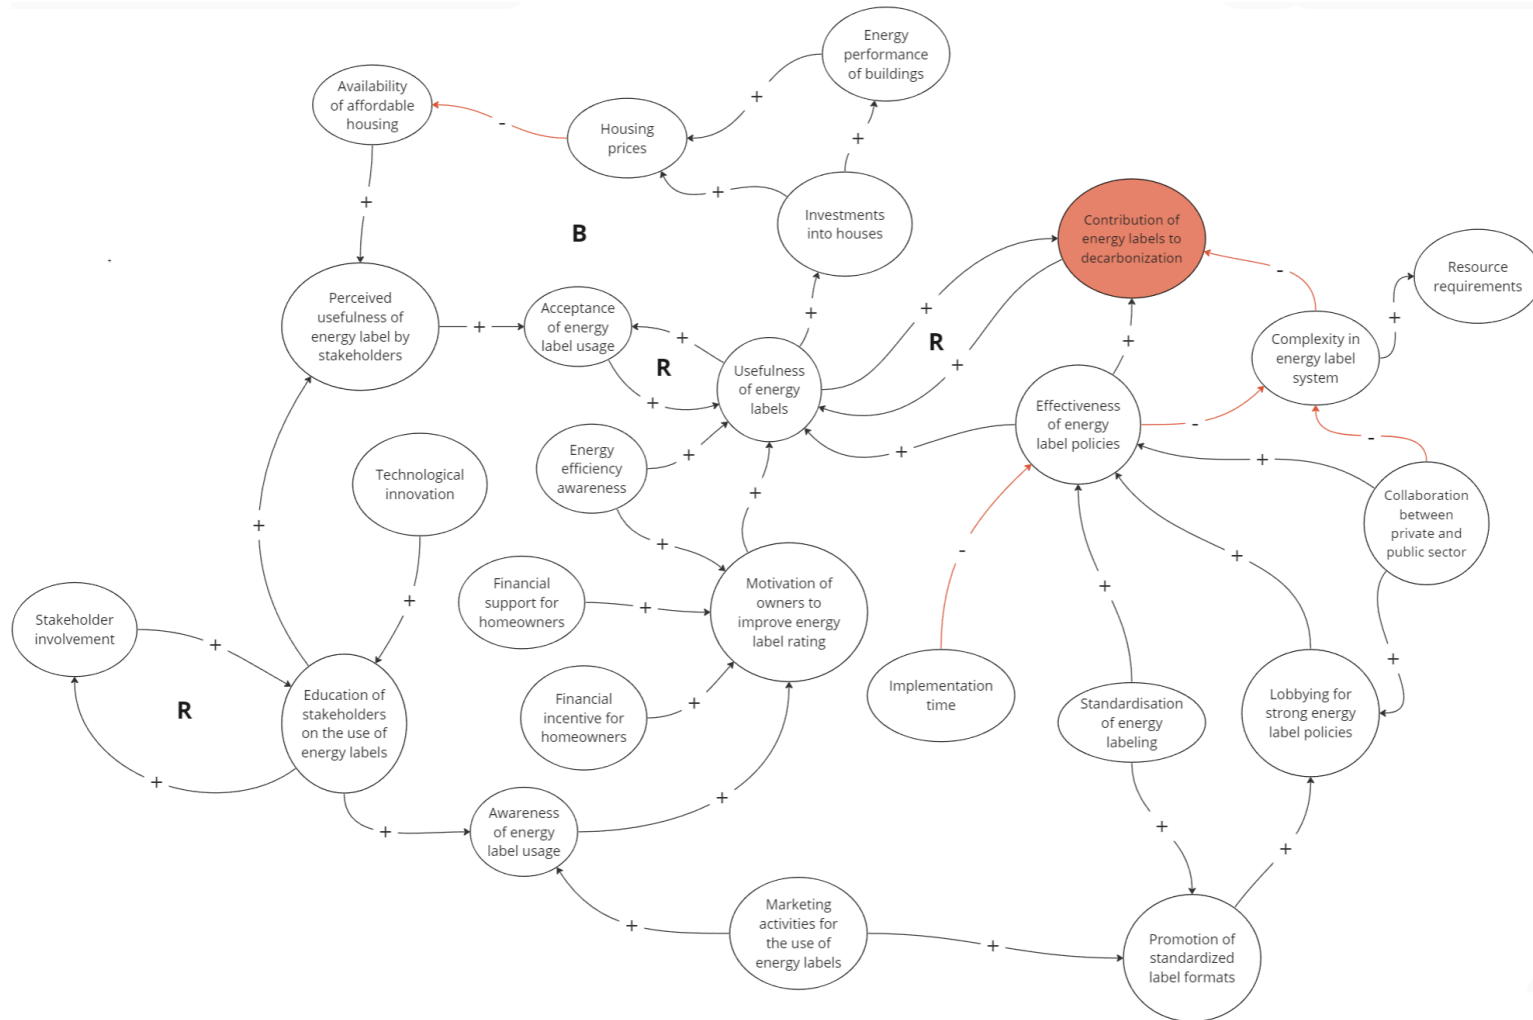 Energy
performance
of buildings
Availability
of affordable
housing
-
+
Housing
prices
+
+
+
Investments
into houses
Contribution of
energy labels to
decarbonization
B
-
Resource
requirements
Perceived
usefulness of
energy label by
stakeholders
+
Acceptance
of energy
label usage
+
+
+
+
R
R
+
Complexity in
energy label
system
+
Usefulness
of energy
labels
+
+
Effectiveness
of energy
label policies
-
-
+
+
Energy
efficiency
awareness
+
Technological
innovation
+
Collaboration
between
private and
public sector
+
+
-
+
+
Financial
support for
homeowners
+
Motivation of
owners to
improve energy
label rating
+
Stakeholder
involvement
+
+
Implementation
time
Standardisation
of energy
labeling
Lobbying for
strong energy
label policies
R
Education of
stakeholders
on the use of
energy labels
Financial
incentive for
homeowners
+
+
+
+
Awareness
of energy
label usage
+
+
+
Marketing
activities for
the use of
energy labels
+
+
Promotion of
standardized
label formats